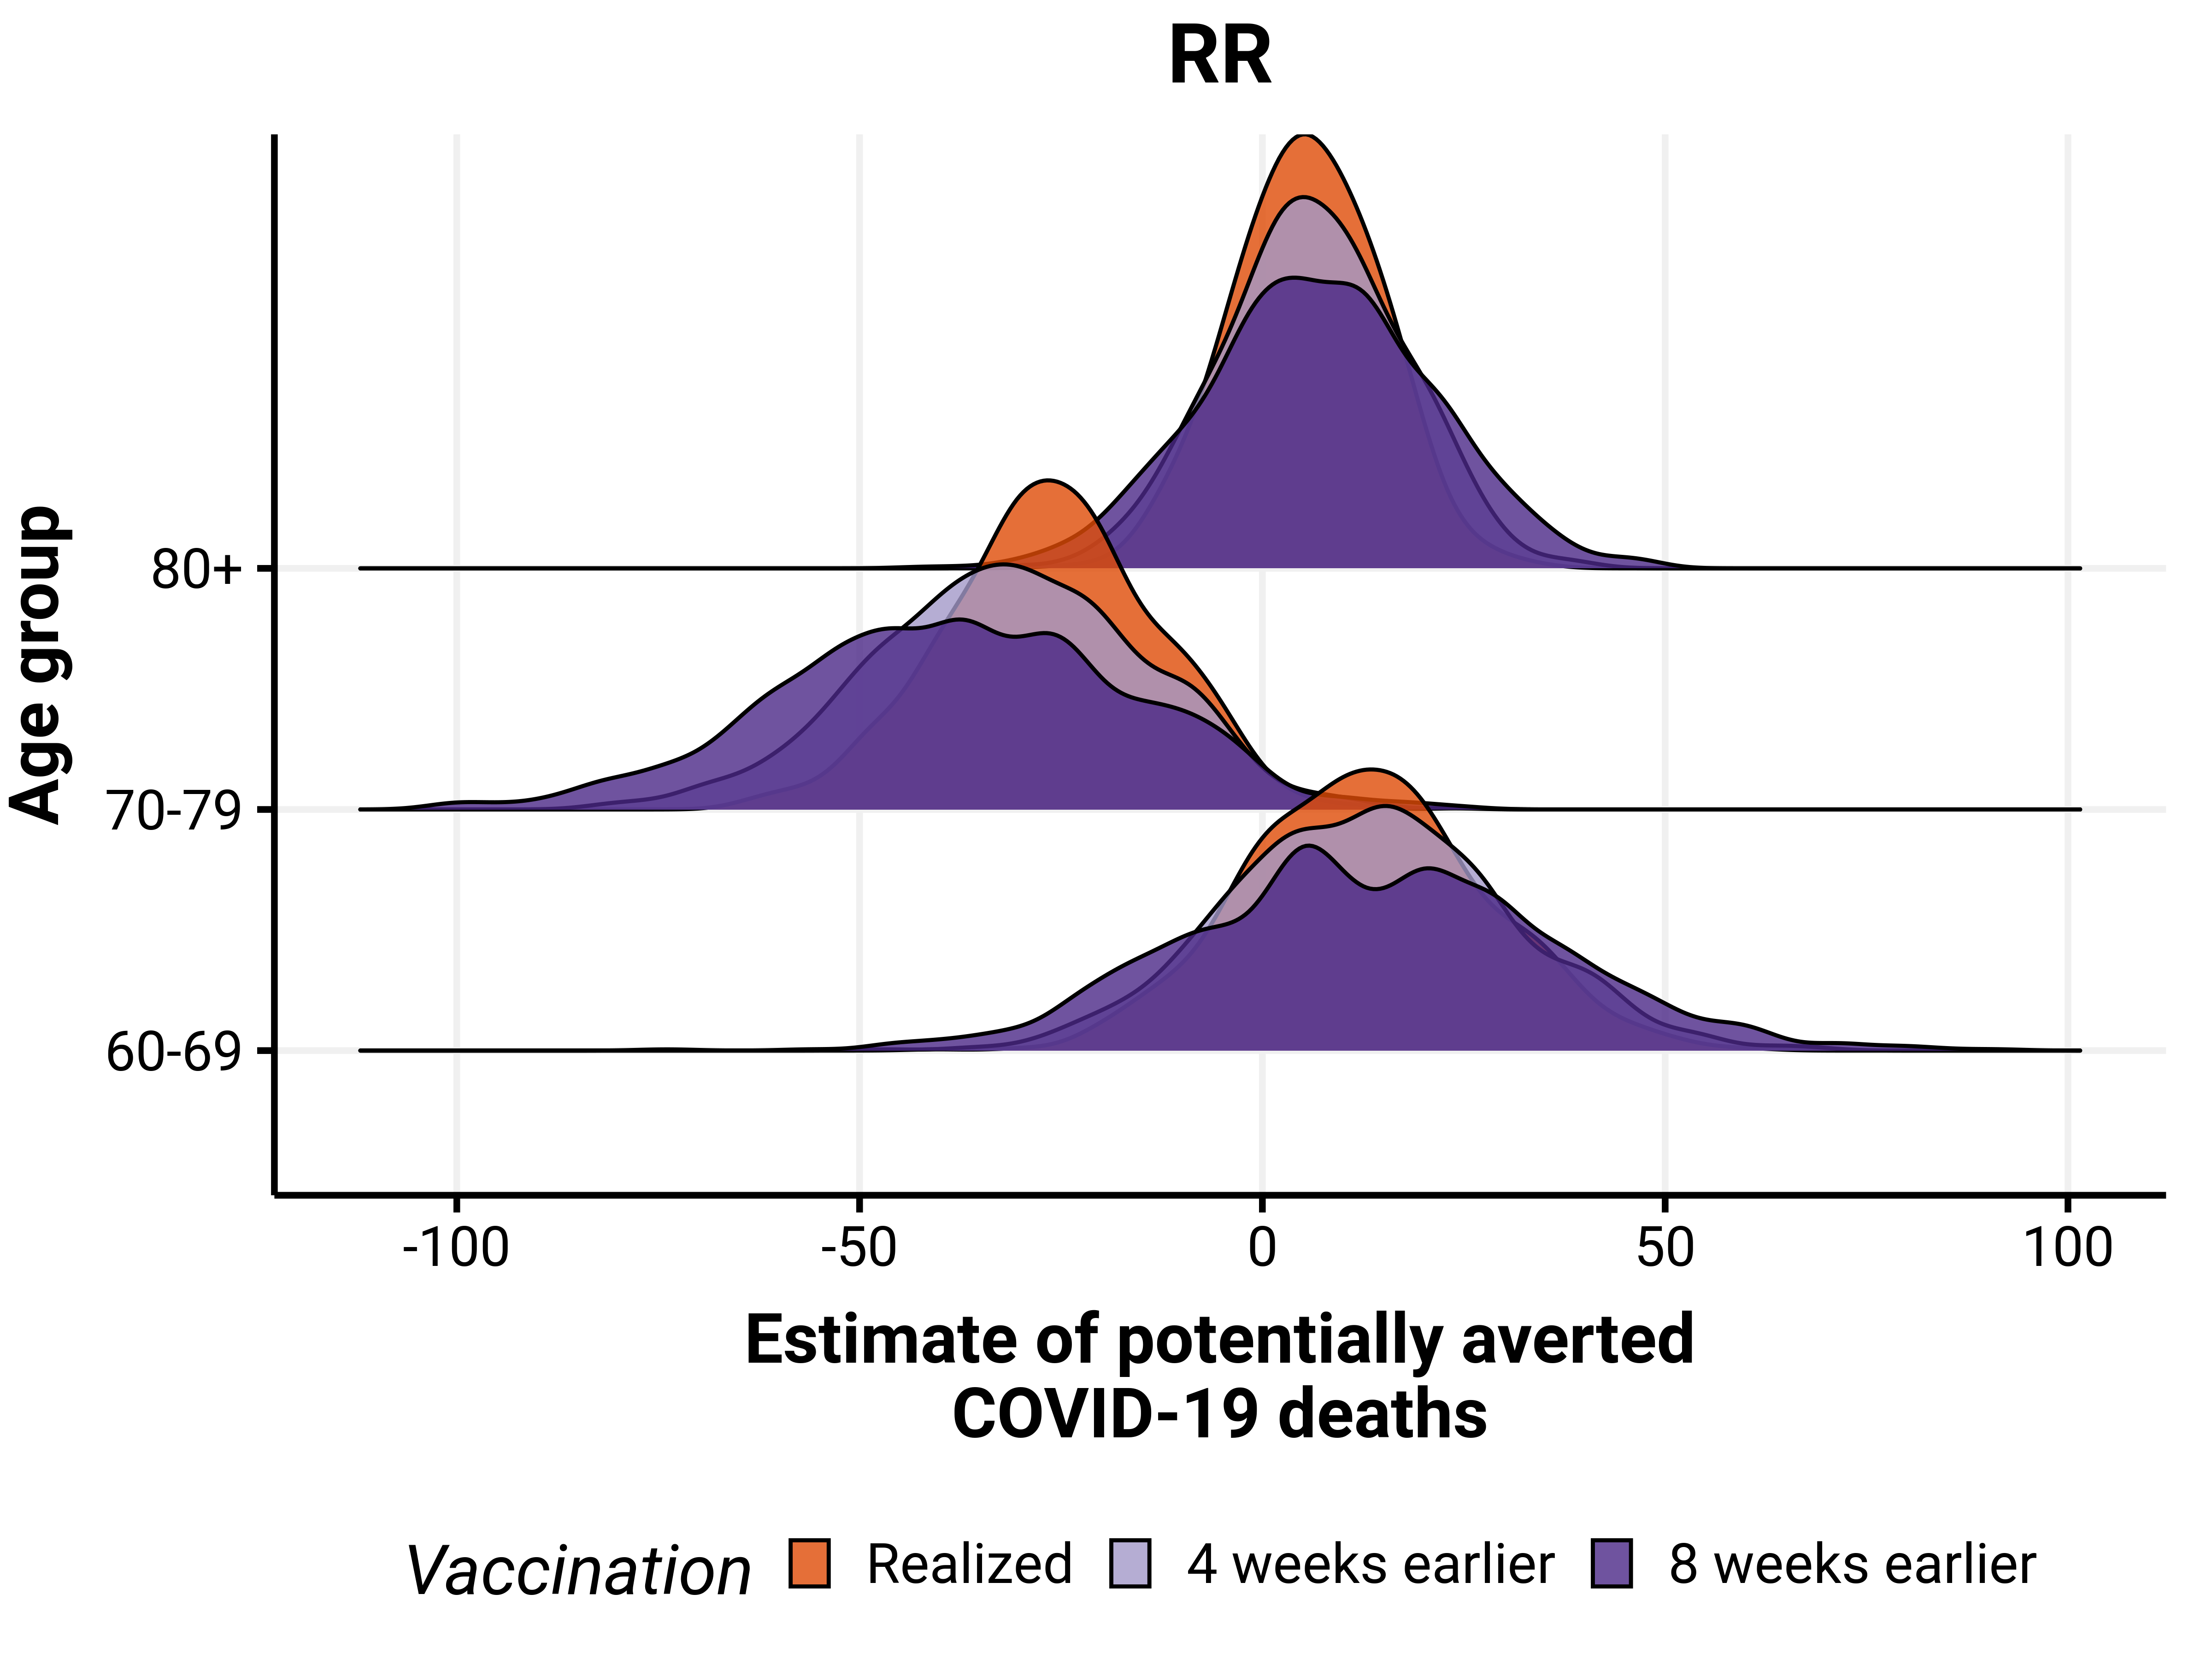 RR
Age group
80+
70-79
60-69
-100 -50 0 50 100
Estimate of potentially averted
COVID-19 deaths
Vaccination Realized 4 weeks earlier 8 weeks earlier